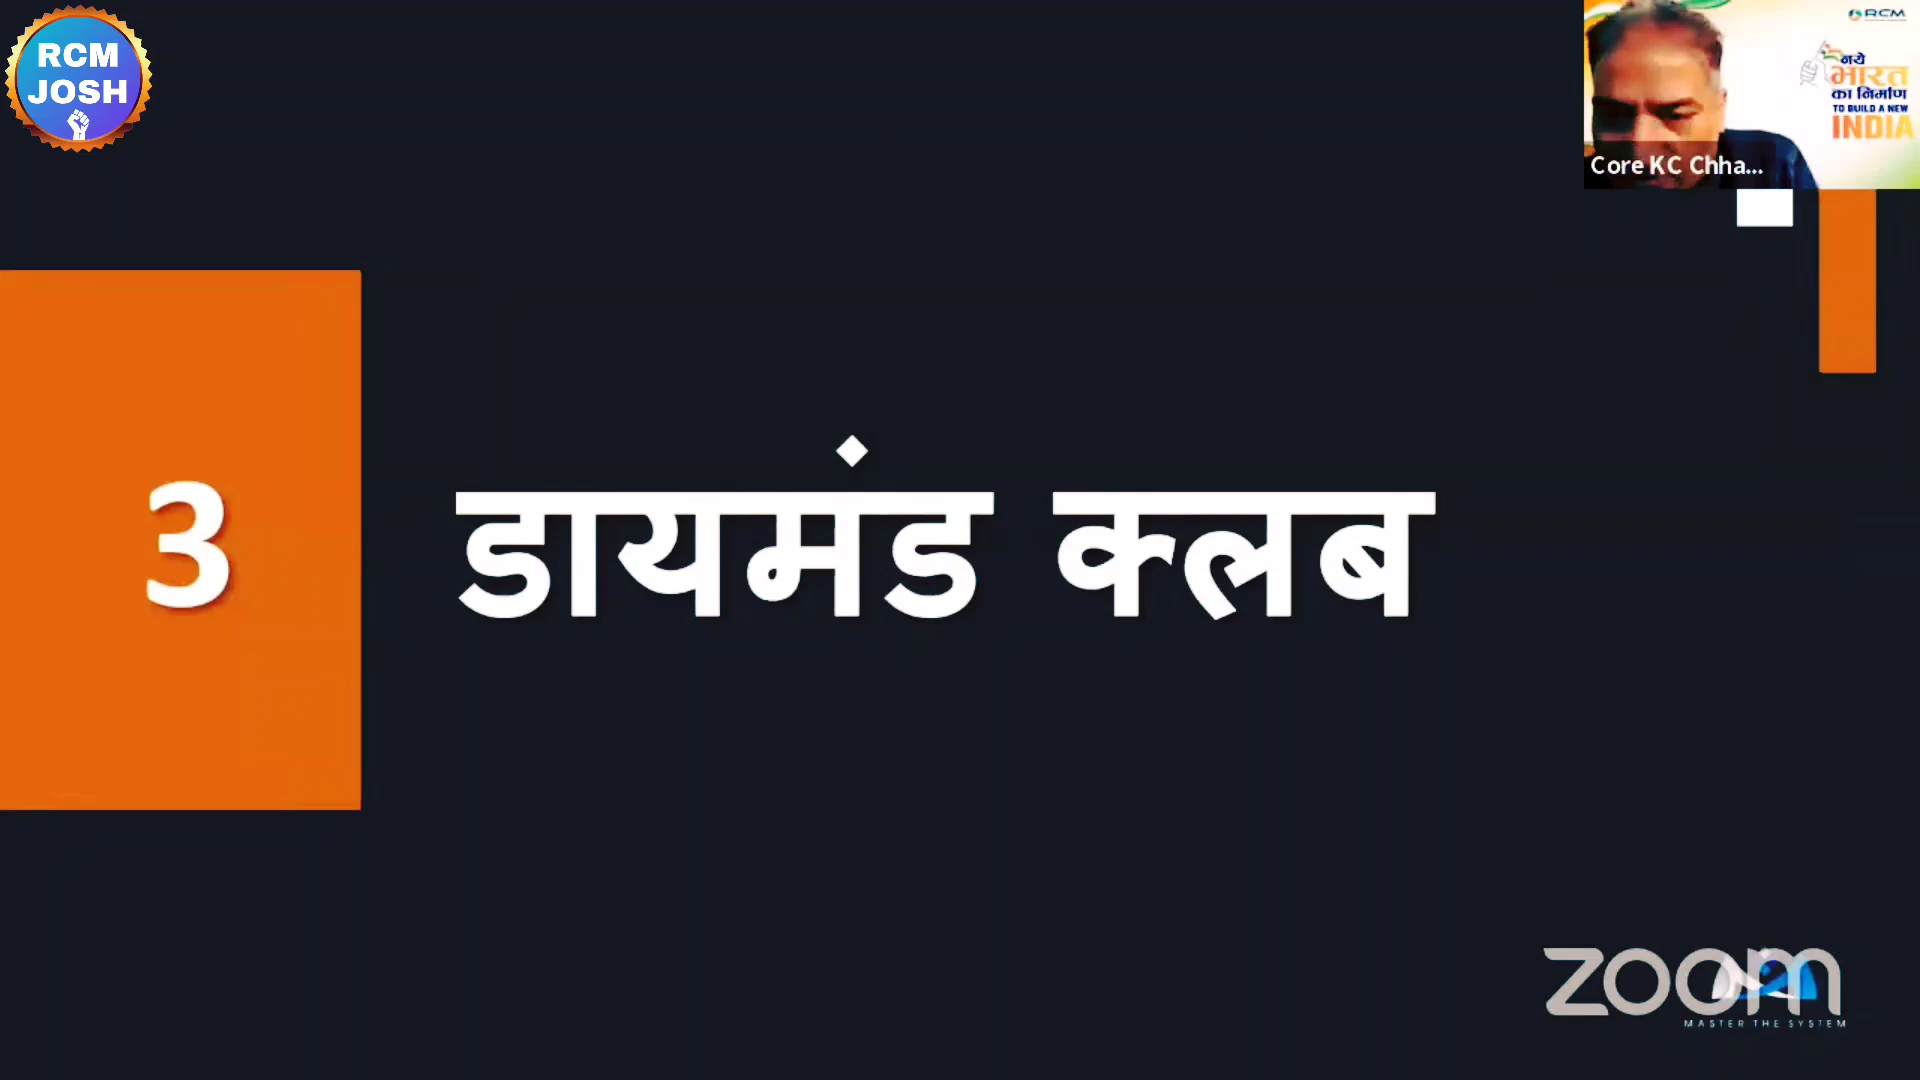 RCM
JOSH
RCM
नये
भारत
का निर्माण
TO BUILD A NEW
INDIA
Core KC Chha...
3
डायमंड क्लब
zoom
MASTER THE SYSTEM